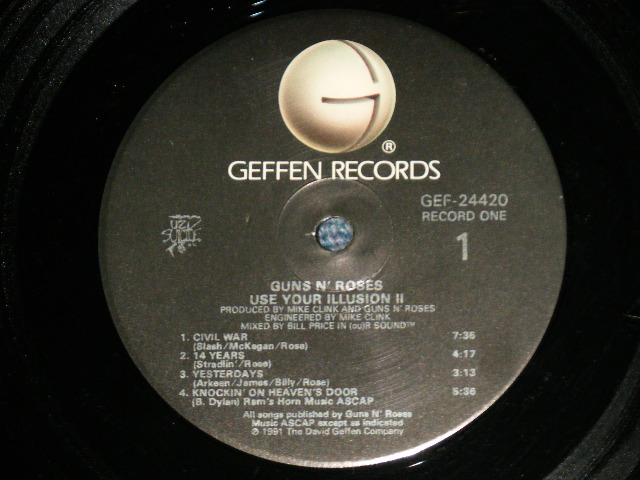 ®
GEFFEN RECORDS
GEF-24420
RECORD ONE
1
GUNS N' ROSES
USE YOUR ILLUSION II
PRODUCED BY MIKE CLINK AND GUNS N' ROSES
ENGINEERED BY MIKE CLINK
MIXED BY BILL PRICE IN (ou)R SOUND™
1. CIVIL WAR 7:36
(Slash/McKagan/Rose)
2. 14 YEARS 4:17
(Stradlin'/Rose)
3. YESTERDAYS 3:13
(Arkeen/James/Billy/Rose)
4. KNOCKIN' ON HEAVEN'S DOOR 5:36
(B. Dylan) Ram's Horn Music ASCAP
All songs published by Guns N' Roses
Music ASCAP except as indicated
℗ 1991 The David Geffen Company